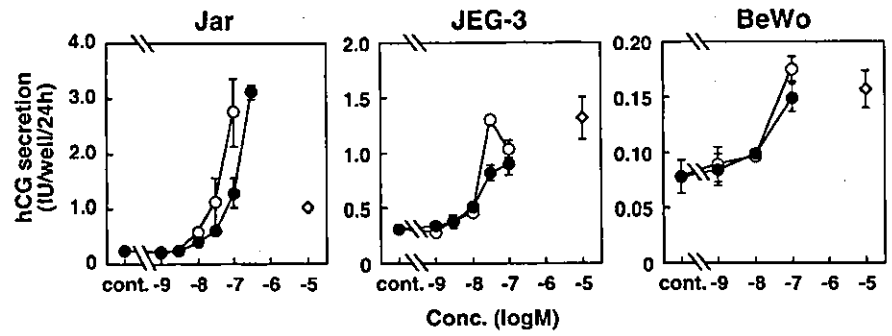 Jar JEG-3 BeWo
hCG secretion
(IU/well/24h)
4.0 3.0 2.0 1.0 0
2.0 1.5 1.0 0.5 0
0.20 0.15 0.10 0.05 0.00
cont. -9 -8 -7 -6 -5 cont. -9 -8 -7 -6 -5 cont. -9 -8 -7 -6 -5
Conc. (logM)